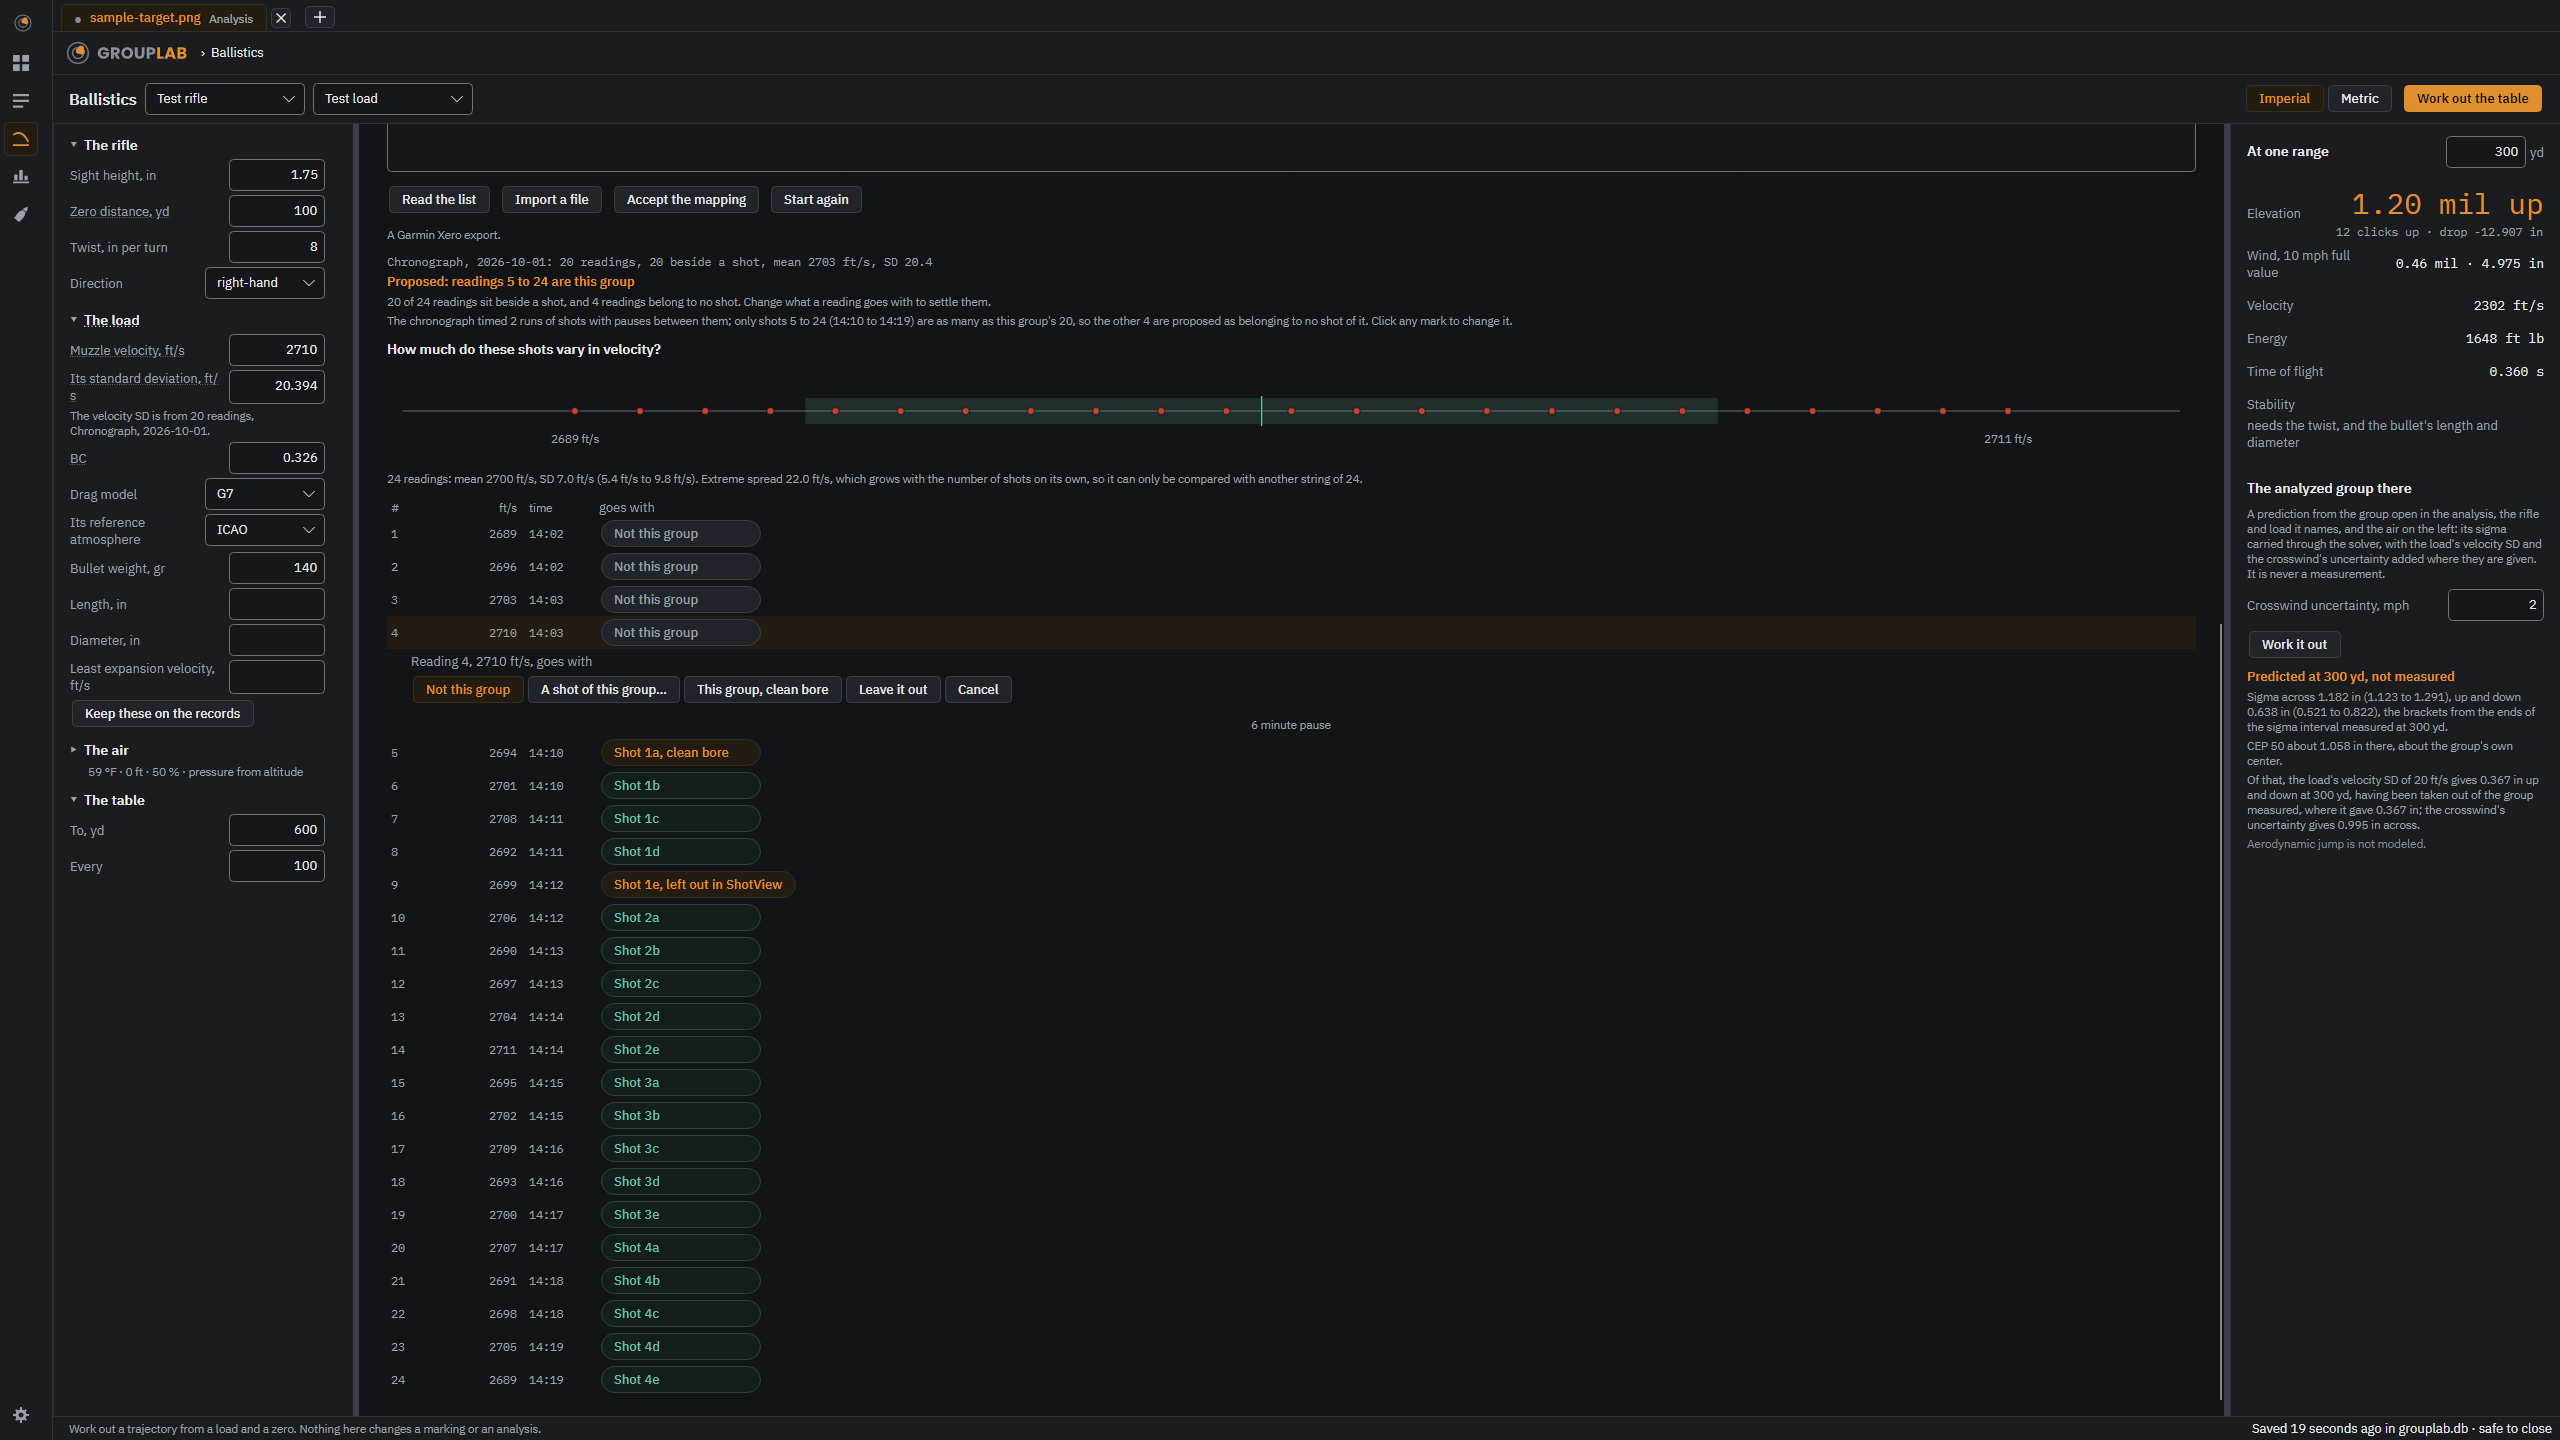 sample-target.png Analysis
GROUPLAB › Ballistics
Ballistics Test rifle Test load Imperial Metric Work out the table
The rifle
Sight height, in 1.75
Zero distance, yd 100
Twist, in per turn 8
Direction right-hand
The load
Muzzle velocity, ft/s 2710
Its standard deviation, ft/
s 20.394
The velocity SD is from 20 readings,
Chronograph, 2026-10-01.
BC 0.326
Drag model G7
Its reference
atmosphere ICAO
Bullet weight, gr 140
Length, in
Diameter, in
Least expansion velocity,
ft/s
Keep these on the records
The air
59 °F · 0 ft · 50 % · pressure from altitude
The table
To, yd 600
Every 100
Read the list Import a file Accept the mapping Start again
A Garmin Xero export.
Chronograph, 2026-10-01: 20 readings, 20 beside a shot, mean 2703 ft/s, SD 20.4
Proposed: readings 5 to 24 are this group
20 of 24 readings sit beside a shot, and 4 readings belong to no shot. Change what a reading goes with to settle them.
The chronograph timed 2 runs of shots with pauses between them; only shots 5 to 24 (14:10 to 14:19) are as many as this group's 20, so the other 4 are proposed as belonging to no shot of it. Click any mark to change it.
How much do these shots vary in velocity?
2689 ft/s 2711 ft/s
24 readings: mean 2700 ft/s, SD 7.0 ft/s (5.4 ft/s to 9.8 ft/s). Extreme spread 22.0 ft/s, which grows with the number of shots on its own, so it can only be compared with another string of 24.
# ft/s time goes with
1 2689 14:02 Not this group
2 2696 14:02 Not this group
3 2703 14:03 Not this group
4 2710 14:03 Not this group
Reading 4, 2710 ft/s, goes with
Not this group A shot of this group... This group, clean bore Leave it out Cancel
6 minute pause
5 2694 14:10 Shot 1a, clean bore
6 2701 14:10 Shot 1b
7 2708 14:11 Shot 1c
8 2692 14:11 Shot 1d
9 2699 14:12 Shot 1e, left out in ShotView
10 2706 14:12 Shot 2a
11 2690 14:13 Shot 2b
12 2697 14:13 Shot 2c
13 2704 14:14 Shot 2d
14 2711 14:14 Shot 2e
15 2695 14:15 Shot 3a
16 2702 14:15 Shot 3b
17 2709 14:16 Shot 3c
18 2693 14:16 Shot 3d
19 2700 14:17 Shot 3e
20 2707 14:17 Shot 4a
21 2691 14:18 Shot 4b
22 2698 14:18 Shot 4c
23 2705 14:19 Shot 4d
24 2689 14:19 Shot 4e
At one range 300 yd
Elevation 1.20 mil up
12 clicks up · drop -12.907 in
Wind, 10 mph full
value 0.46 mil · 4.975 in
Velocity 2302 ft/s
Energy 1648 ft lb
Time of flight 0.360 s
Stability
needs the twist, and the bullet's length and
diameter
The analyzed group there
A prediction from the group open in the analysis, the rifle
and load it names, and the air on the left: its sigma
carried through the solver, with the load's velocity SD and
the crosswind's uncertainty added where they are given.
It is never a measurement.
Crosswind uncertainty, mph 2
Work it out
Predicted at 300 yd, not measured
Sigma across 1.182 in (1.123 to 1.291), up and down
0.638 in (0.521 to 0.822), the brackets from the ends of
the sigma interval measured at 300 yd.
CEP 50 about 1.058 in there, about the group's own
center.
Of that, the load's velocity SD of 20 ft/s gives 0.367 in up
and down at 300 yd, having been taken out of the group
measured, where it gave 0.367 in; the crosswind's
uncertainty gives 0.995 in across.
Aerodynamic jump is not modeled.
Work out a trajectory from a load and a zero. Nothing here changes a marking or an analysis.
Saved 19 seconds ago in grouplab.db · safe to close